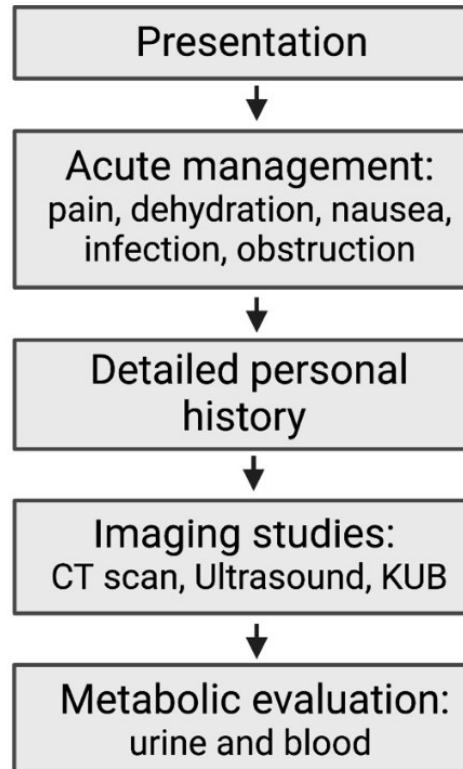 Presentation
Acute management:
pain, dehydration, nausea,
infection, obstruction
Detailed personal
history
Imaging studies:
CT scan, Ultrasound, KUB
Metabolic evaluation:
urine and blood